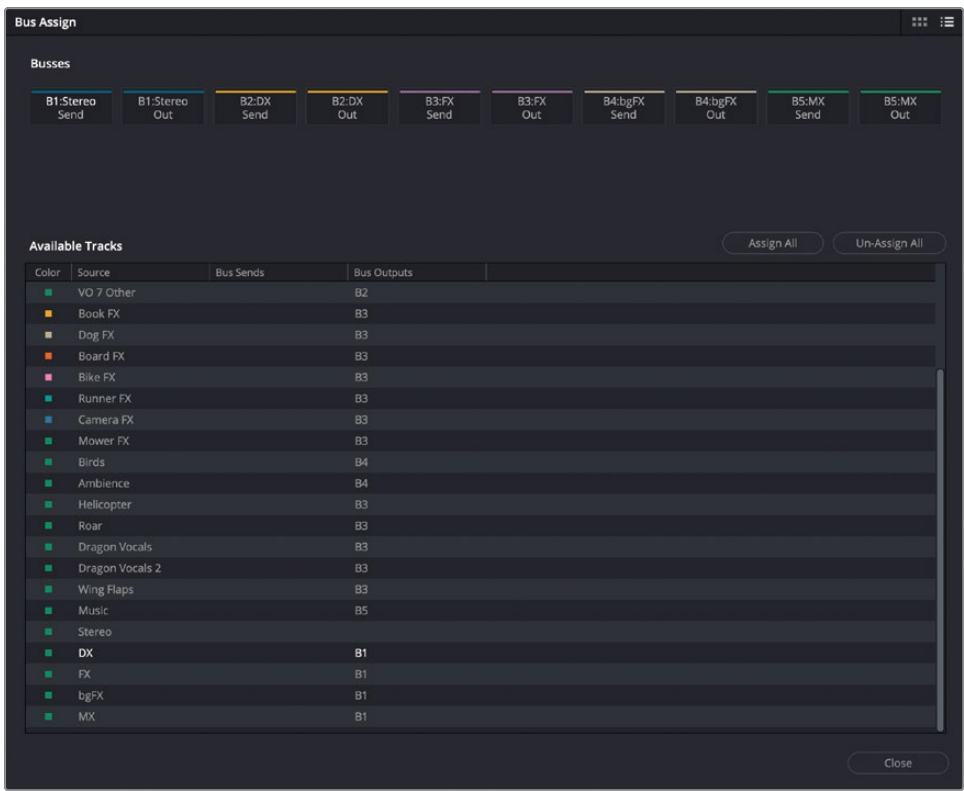 Bus Assign
Busses
B1:Stereo Send
B1:Stereo Out
B2:DX Send
B2:DX Out
B3:FX Send
B3:FX Out
B4:bgFX Send
B4:bgFX Out
B5:MX Send
B5:MX Out
Available Tracks
Assign All
Un-Assign All
Color Source Bus Sends Bus Outputs
VO 7 Other B2
Book FX B3
Dog FX B3
Board FX B3
Bike FX B3
Runner FX B3
Camera FX B3
Mower FX B3
Birds B4
Ambience B4
Helicopter B3
Roar B3
Dragon Vocals B3
Dragon Vocals 2 B3
Wing Flaps B3
Music B5
Stereo
DX B1
FX B1
bgFX B1
MX B1
Close